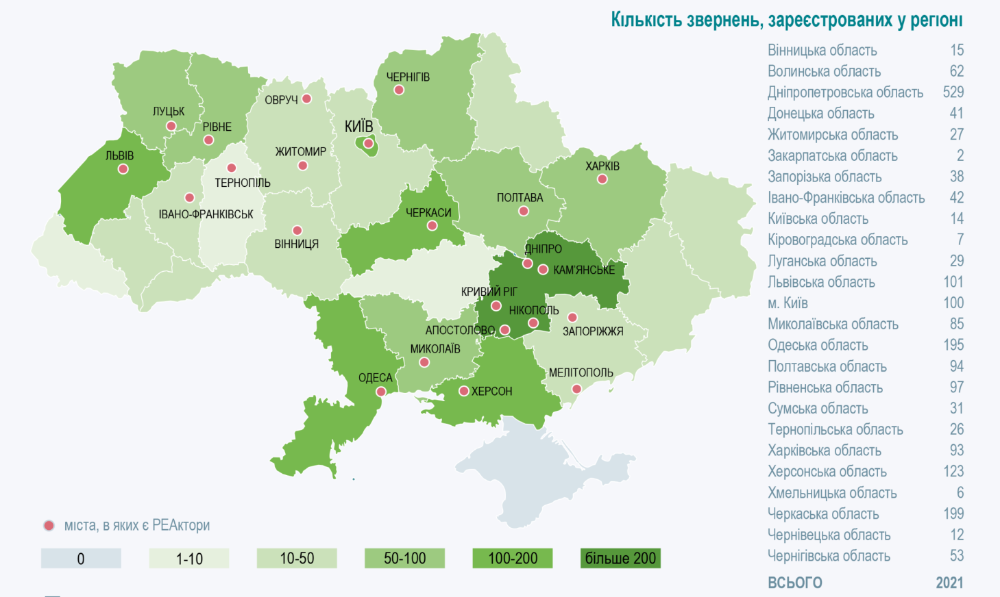 Кількість звернень, зареєстрованих у регіоні
Вінницька область 15
Волинська область 62
Дніпропетровська область 529
Донецька область 41
Житомирська область 27
Закарпатська область 2
Запорізька область 38
Івано-Франківська область 42
Київська область 14
Кіровоградська область 7
Луганська область 29
Львівська область 101
м. Київ 100
Миколаївська область 85
Одеська область 195
Полтавська область 94
Рівненська область 97
Сумська область 31
Тернопільська область 26
Харківська область 93
Херсонська область 123
Хмельницька область 6
Черкаська область 199
Чернівецька область 12
Чернігівська область 53
ВСЬОГО 2021
ЧЕРНІГІВ
ОВРУЧ
ЛУЦЬК
РІВНЕ
КИЇВ
ЛЬВІВ
ЖИТОМИР
ХАРКІВ
ТЕРНОПІЛЬ
ПОЛТАВА
ІВАНО-ФРАНКІВСЬК
ЧЕРКАСИ
ВІННИЦЯ
ДНІПРО
КАМ'ЯНСЬКЕ
КРИВИЙ РІГ
НІКОПОЛЬ
АПОСТОЛОВО
ЗАПОРІЖЖЯ
МИКОЛАЇВ
МЕЛІТОПОЛЬ
ОДЕСА
ХЕРСОН
міста, в яких є РЕАктори
0
1-10
10-50
50-100
100-200
більше 200